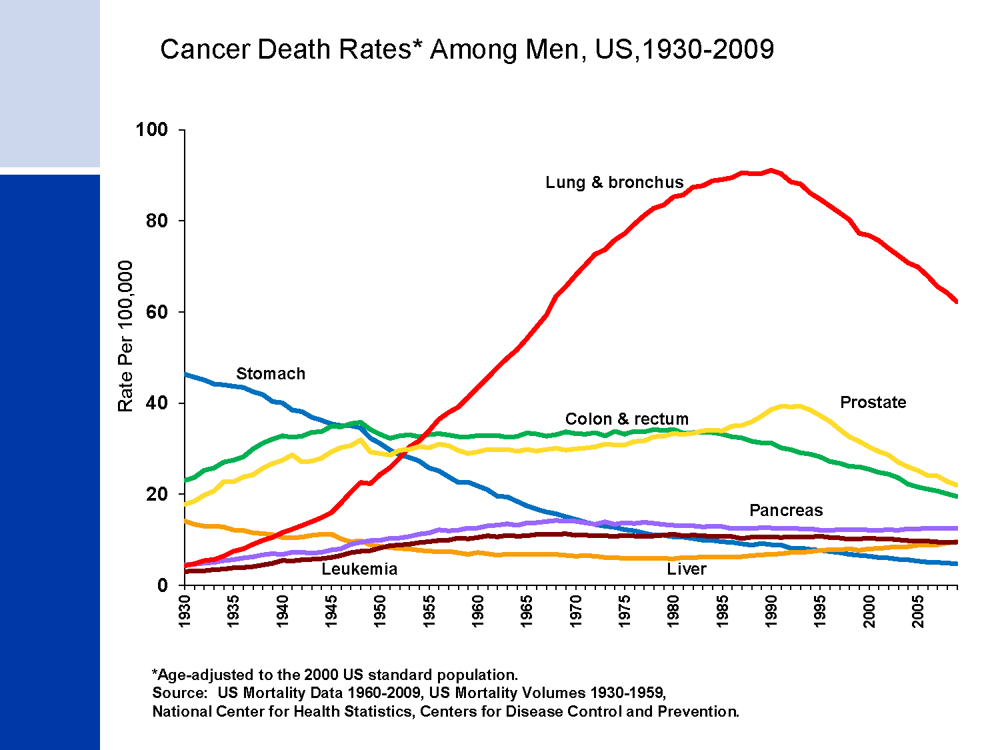 Cancer Death Rates* Among Men, US,1930-2009
100
80
60
40
20
0
Rate Per 100,000
Lung & bronchus
Stomach
Prostate
Colon & rectum
Pancreas
Leukemia
Liver
1930
1935
1940
1945
1950
1955
1960
1965
1970
1975
1980
1985
1990
1995
2000
2005
*Age-adjusted to the 2000 US standard population.
Source:  US Mortality Data 1960-2009, US Mortality Volumes 1930-1959,
National Center for Health Statistics, Centers for Disease Control and Prevention.